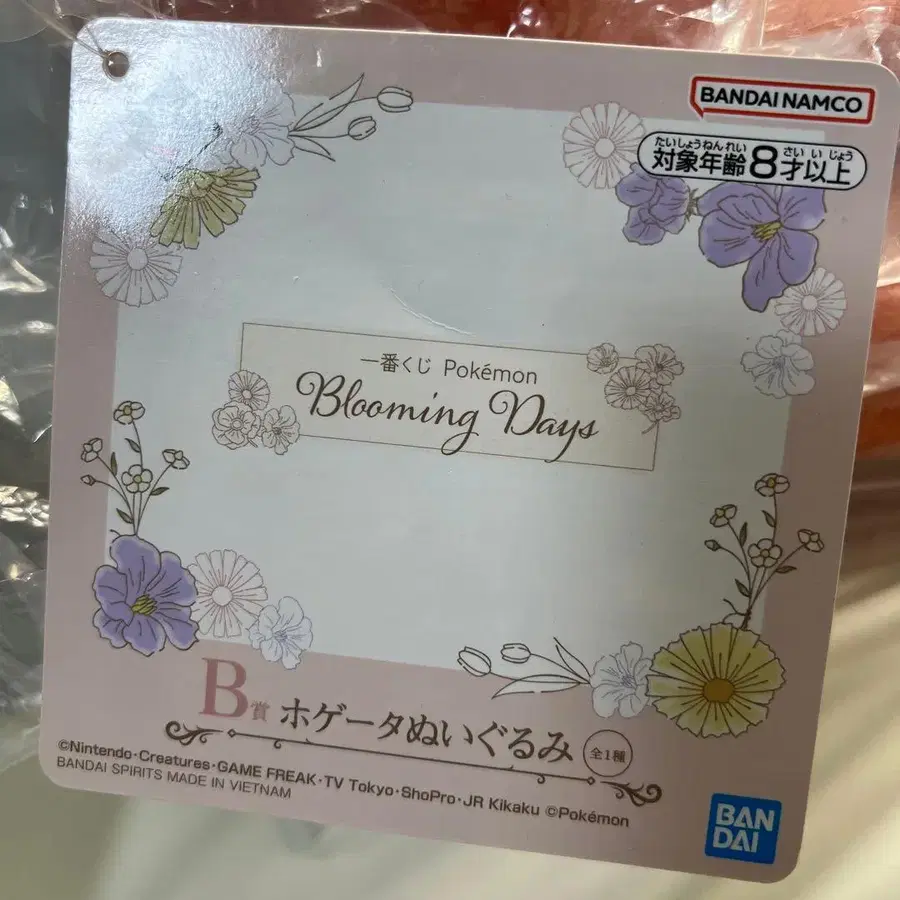 BANDAI NAMCO
たいしょうねんれい さいいじょう
対象年齢8才以上
一番くじ Pokémon
Blooming Days
B賞 ホゲータぬいぐるみ 全1種
©Nintendo・Creatures・GAME FREAK・TV Tokyo・ShoPro・JR Kikaku ©Pokémon
BANDAI SPIRITS MADE IN VIETNAM
BAN
DAI